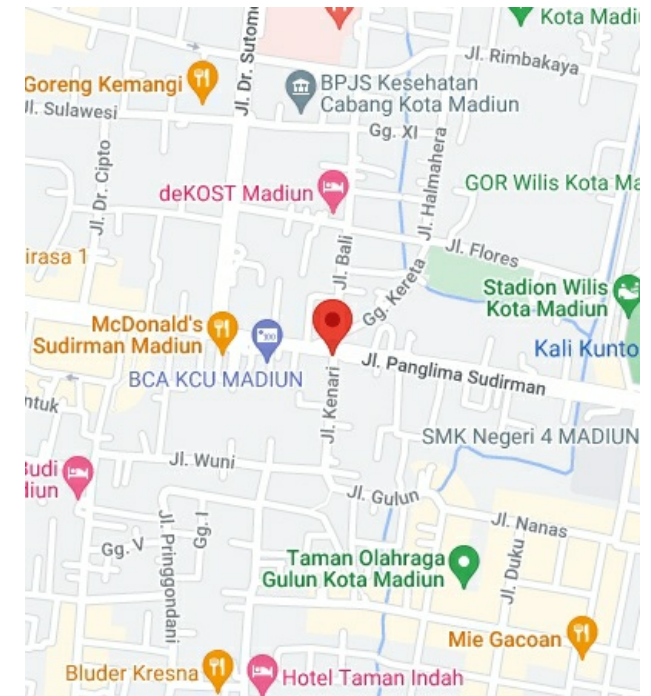 Kota Madi
Jl. Dr. Sutom
Jl. Rimbakaya
Goreng Kemangi
BPJS Kesehatan
Cabang Kota Madiun
Jl. Sulawesi
Gg. XI
Jl. Dr. Cipto
Jl. Halmahera
deKOST Madiun
GOR Wilis Kota Ma
Jl. Bali
Jl. Flores
irasa 1
Gg. Kereta
Stadion Wilis
Kota Madiun
McDonald's
Sudirman Madiun
Kali Kunto
BCA KCU MADIUN
Jl. Panglima Sudirman
ntuk
Jl. Kenari
SMK Negeri 4 MADIUN
Jl. Wuni
Budi
diun
Jl. Gulun
Jl. Nanas
Jl. Pringgondani
Gg. I
Gg. V
Jl. Duku
Taman Olahraga
Gulun Kota Madiun
Mie Gacoan
Bluder Kresna
Hotel Taman Indah